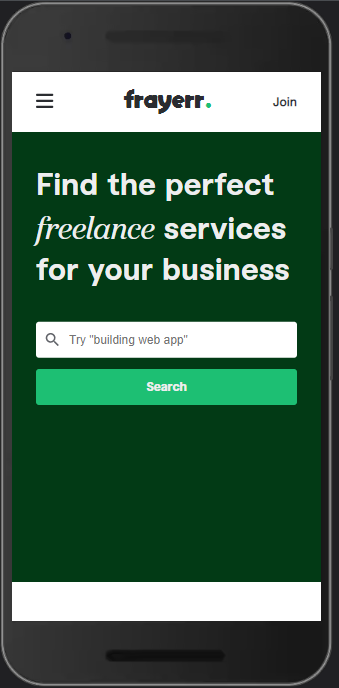 frayerr.
Join
Find the perfect
freelance services
for your business
Try "building web app"
Search